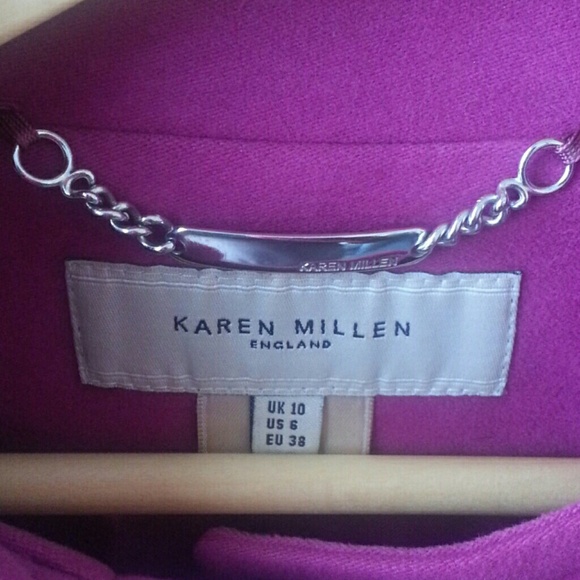 KAREN MILLEN
KAREN MILLEN
ENGLAND
UK 10
US 6
EU 38